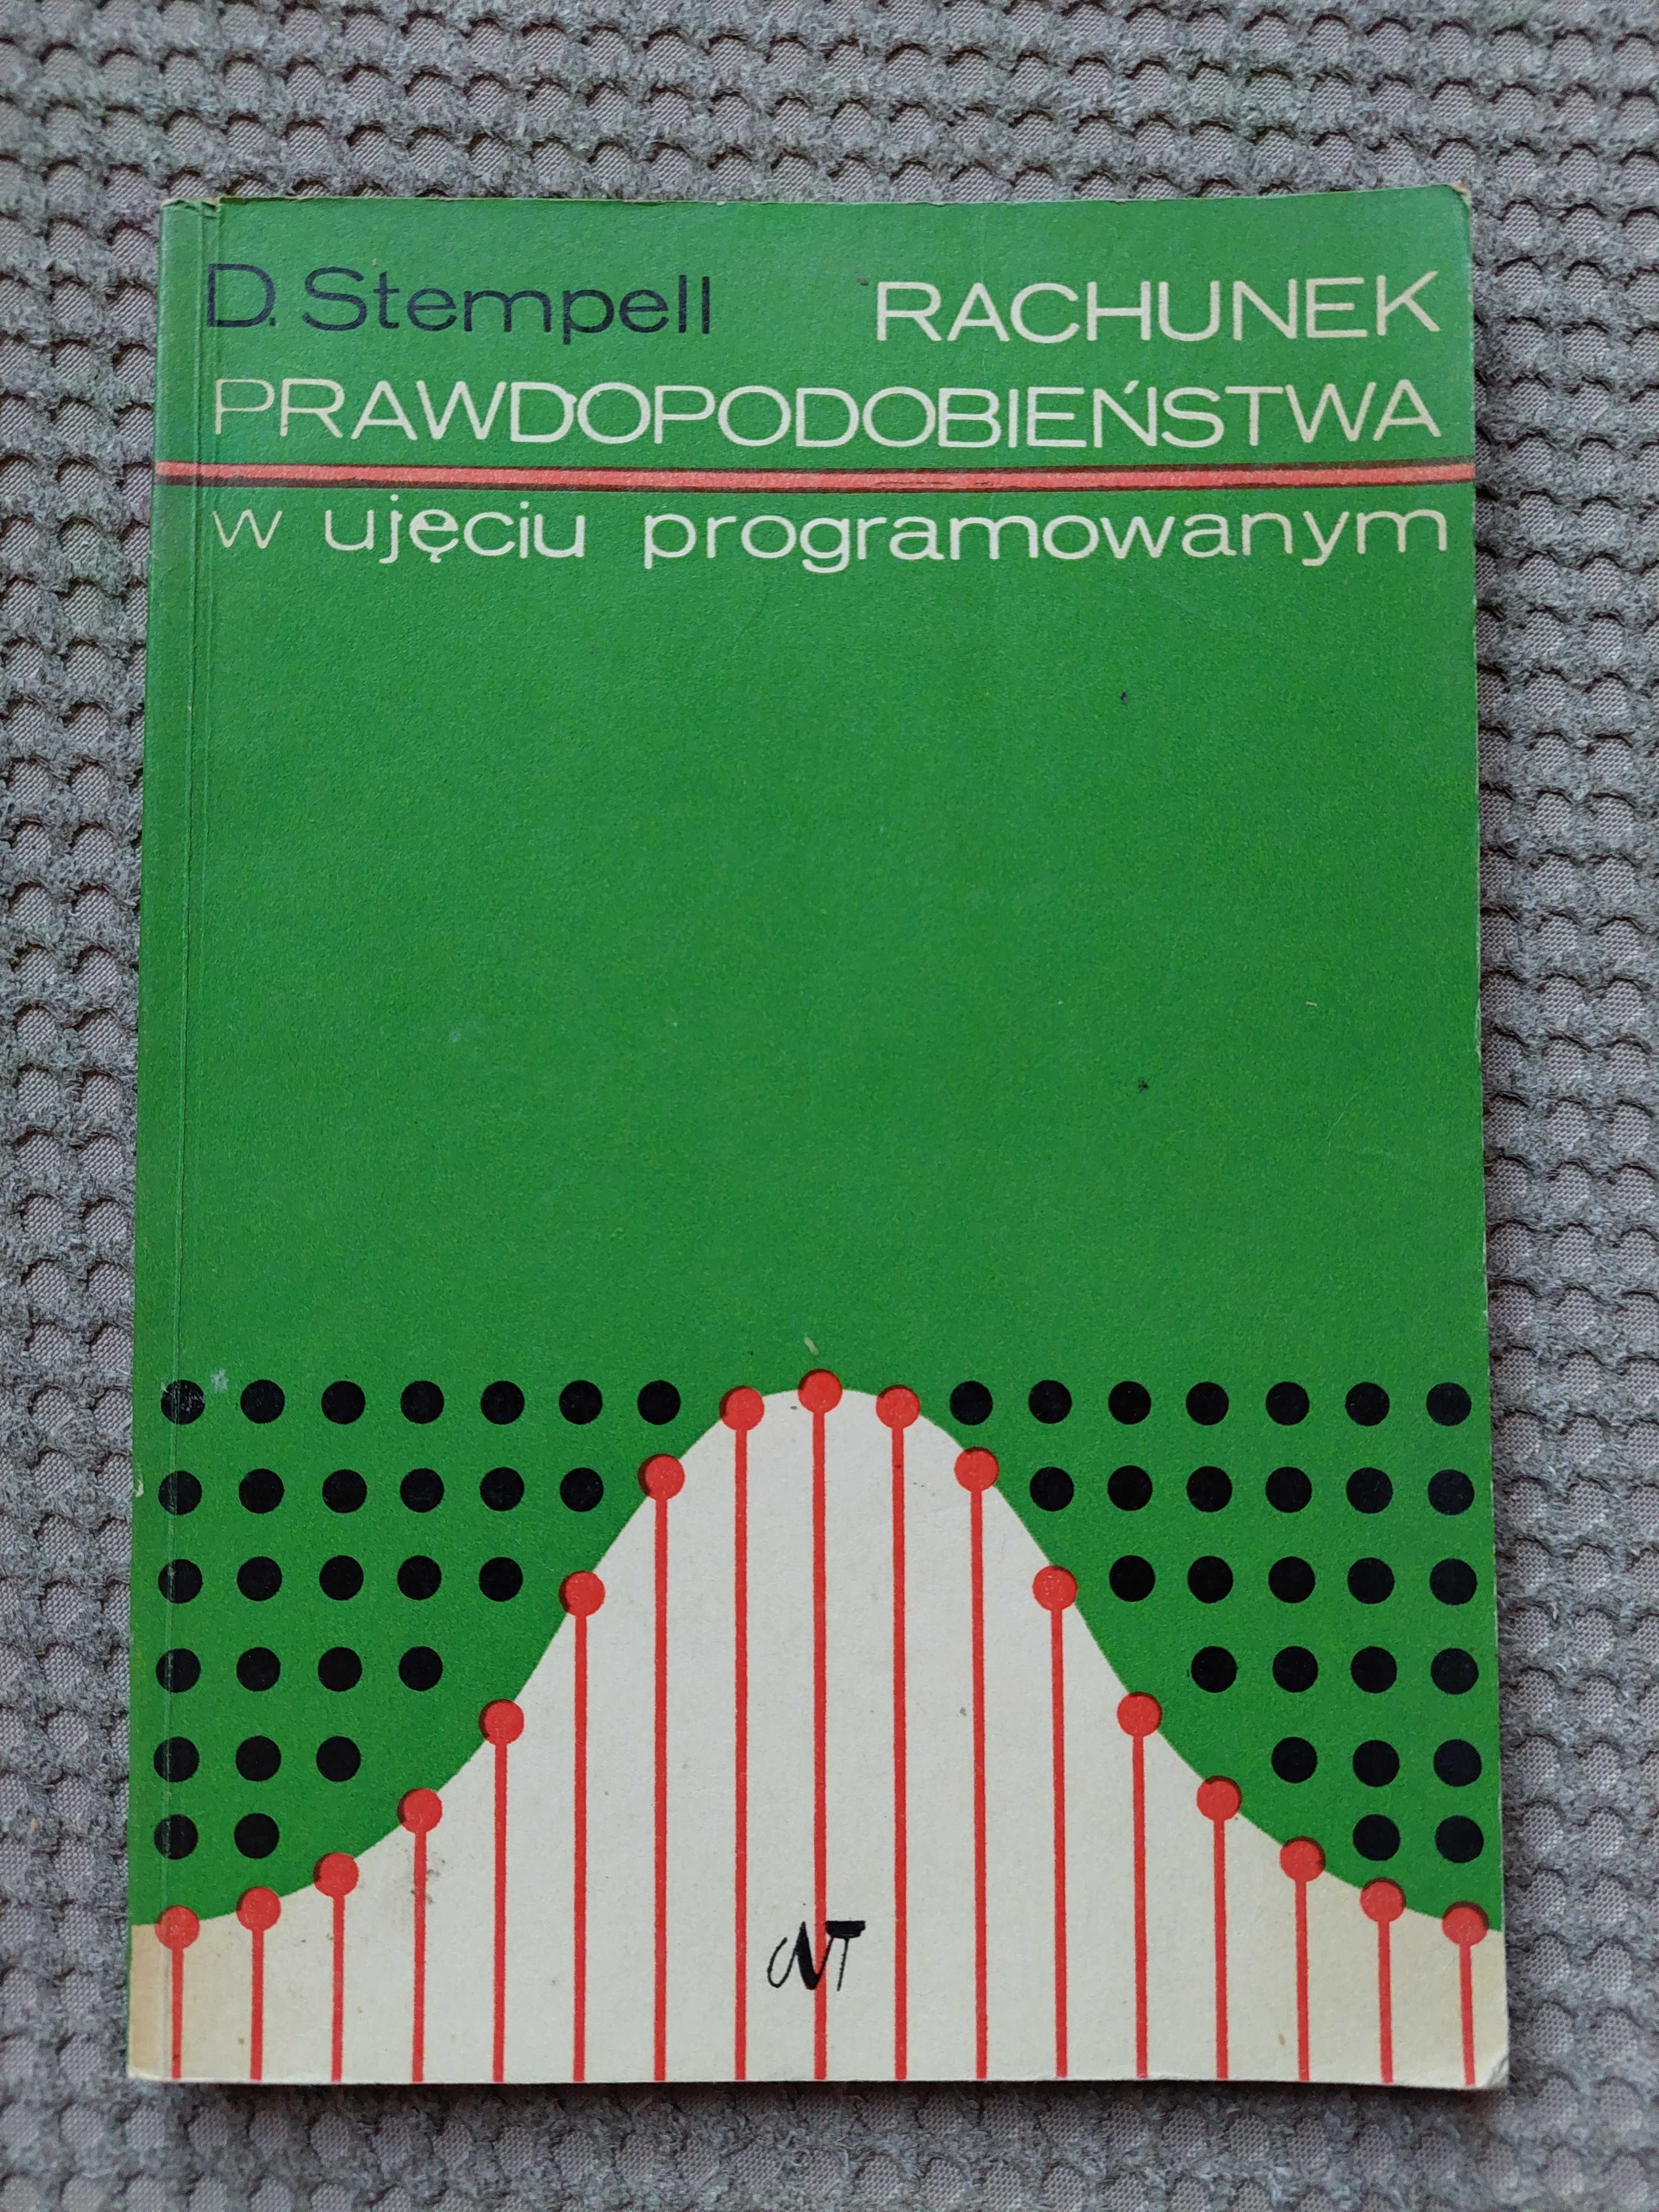 D. Stempell RACHUNEK
PRAWDOPODOBIEŃSTWA
w ujęciu programowanym
WNT